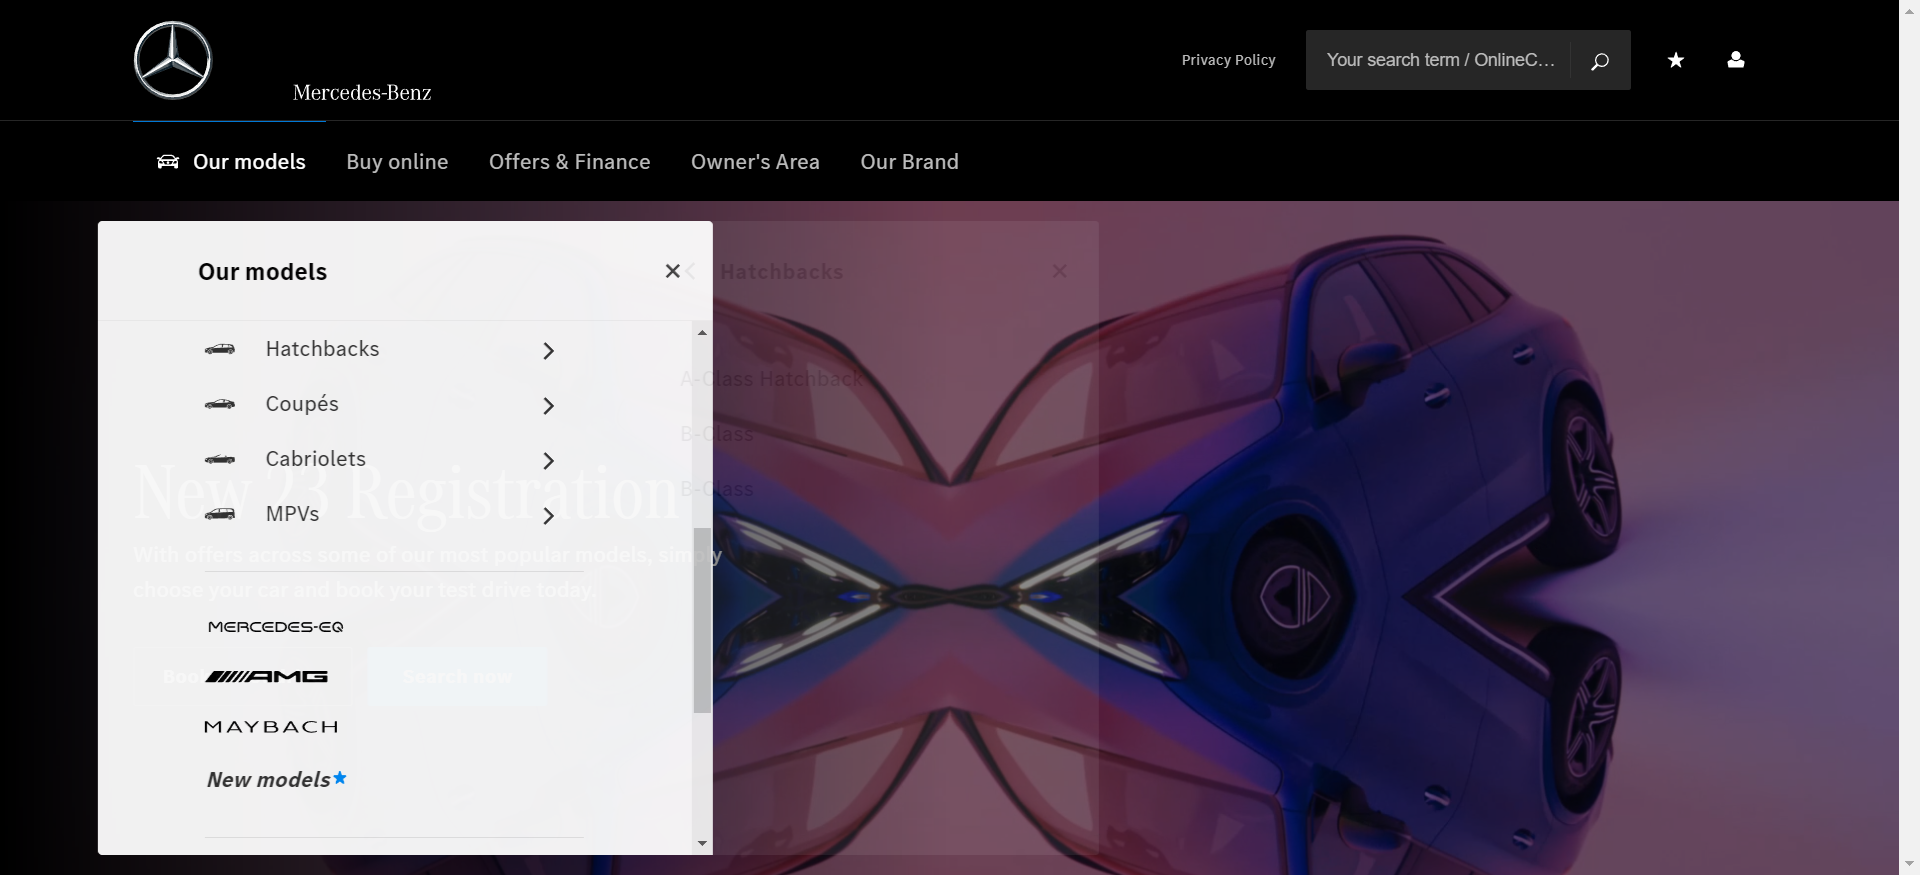 Mercedes-Benz
Privacy Policy
Your search term / OnlineC...
Our models
Buy online
Offers & Finance
Owner's Area
Our Brand
Our models
Hatchbacks
Coupés
Cabriolets
MPVs
MERCEDES-EQ
AMG
MAYBACH
New models
Hatchbacks
A-Class Hatchback
B-Class
B-Class
New 23 Registration
With offers across some of our most popular models, simply
choose your car and book your test drive today.
Search now